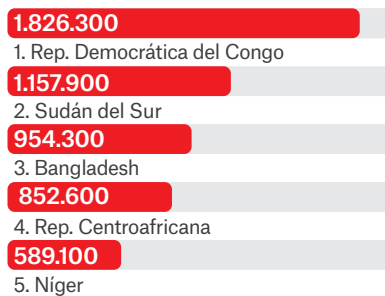 1.826.300
1. Rep. Democrática del Congo
1.157.900
2. Sudán del Sur
954.300
3. Bangladesh
852.600
4. Rep. Centroafricana
589.100
5. Níger